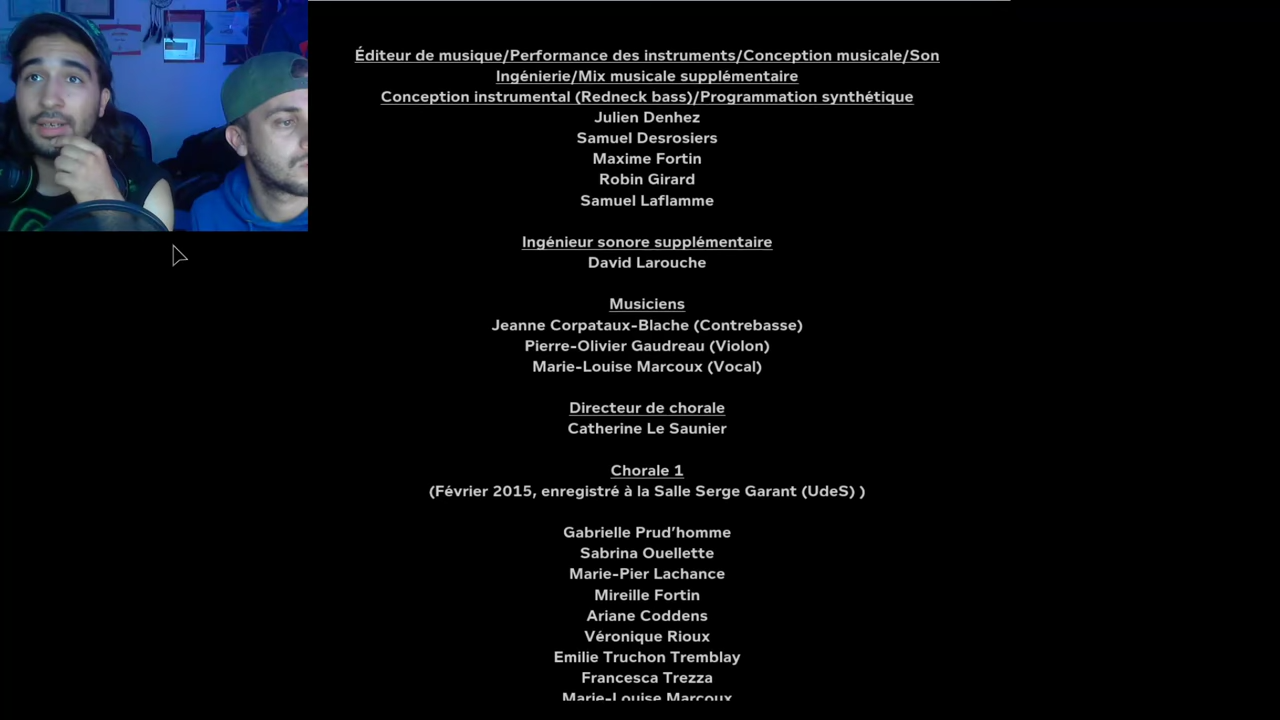 Éditeur de musique/Performance des instruments/Conception musicale/Son
Ingénierie/Mix musicale supplémentaire
Conception instrumental (Redneck bass)/Programmation synthétique
Julien Denhez
Samuel Desrosiers
Maxime Fortin
Robin Girard
Samuel Laflamme
Ingénieur sonore supplémentaire
David Larouche
Musiciens
Jeanne Corpataux-Blache (Contrebasse)
Pierre-Olivier Gaudreau (Violon)
Marie-Louise Marcoux (Vocal)
Directeur de chorale
Catherine Le Saunier
Chorale 1
(Février 2015, enregistré à la Salle Serge Garant (UdeS) )
Gabrielle Prud’homme
Sabrina Ouellette
Marie-Pier Lachance
Mireille Fortin
Ariane Coddens
Véronique Rioux
Emilie Truchon Tremblay
Francesca Trezza
Marie-Louise Marcoux